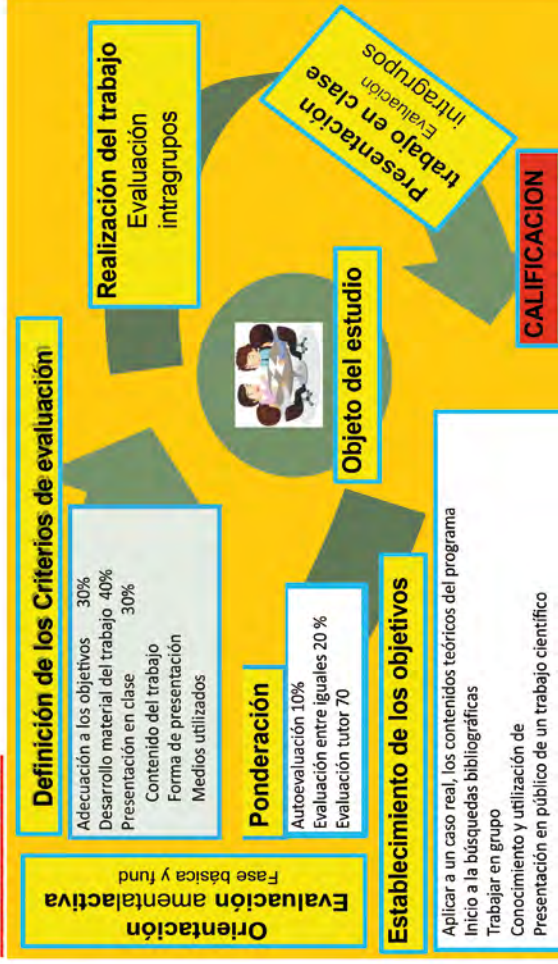 Definición de los Criterios de evaluación
Adecuación a los objetivos 30%
Desarrollo material del trabajo 40%
Presentación en clase 30%
Contenido del trabajo
Forma de presentación
Medios utilizados
Realización del trabajo
Evaluación
intragrupos
Presentación
trabajo en clase
Evaluación
intragrupos
CALIFICACION
Objeto del estudio
Ponderación
Autoevaluación 10%
Evaluación entre iguales 20 %
Evaluación tutor 70
Establecimiento de los objetivos
Aplicar a un caso real, los contenidos teóricos del programa
Inicio a la búsquedas bibliográficas
Trabajar en grupo
Conocimiento y utilización de
Presentación en público de un trabajo científico
Orientación
Evaluación amentalactiva
Fase básica y fund